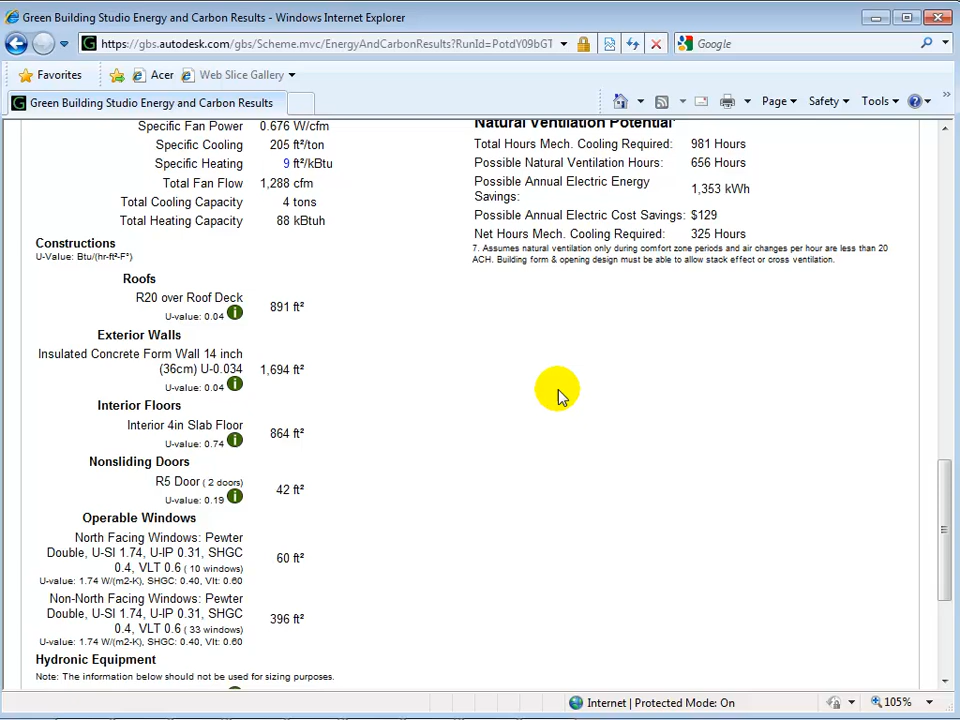 Green Building Studio Energy and Carbon Results - Windows Internet Explorer
https://gbs.autodesk.com/gbs/Scheme.mvc/EnergyAndCarbonResults?RunId=PotdY09bGT
Google
Favorites
Acer
Web Slice Gallery
Green Building Studio Energy and Carbon Results
Page
Safety
Tools
Specific Fan Power 0.676 W/cfm
Specific Cooling 205 ft²/ton
Specific Heating 9 ft²/kBtu
Total Fan Flow 1,288 cfm
Total Cooling Capacity 4 tons
Total Heating Capacity 88 kBtuh
Constructions
U-Value: Btu/(hr-ft²-F°)
Roofs
R20 over Roof Deck
U-value: 0.04 i
891 ft²
Exterior Walls
Insulated Concrete Form Wall 14 inch
(36cm) U-0.034
U-value: 0.04 i
1,694 ft²
Interior Floors
Interior 4in Slab Floor
U-value: 0.74 i
864 ft²
Nonsliding Doors
R5 Door ( 2 doors)
U-value: 0.19 i
42 ft²
Operable Windows
North Facing Windows: Pewter
Double, U-SI 1.74, U-IP 0.31, SHGC
0.4, VLT 0.6 ( 10 windows)
U-value: 1.74 W/(m2-K), SHGC: 0.40, Vlt: 0.60
60 ft²
Non-North Facing Windows: Pewter
Double, U-SI 1.74, U-IP 0.31, SHGC
0.4, VLT 0.6 ( 33 windows)
U-value: 1.74 W/(m2-K), SHGC: 0.40, Vlt: 0.60
396 ft²
Hydronic Equipment
Note: The information below should not be used for sizing purposes.
Natural Ventilation Potential⁷
Total Hours Mech. Cooling Required: 981 Hours
Possible Natural Ventilation Hours: 656 Hours
Possible Annual Electric Energy
Savings:
1,353 kWh
Possible Annual Electric Cost Savings: $129
Net Hours Mech. Cooling Required: 325 Hours
7. Assumes natural ventilation only during comfort zone periods and air changes per hour are less than 20
ACH. Building form & opening design must be able to allow stack effect or cross ventilation.
Internet | Protected Mode: On
105%